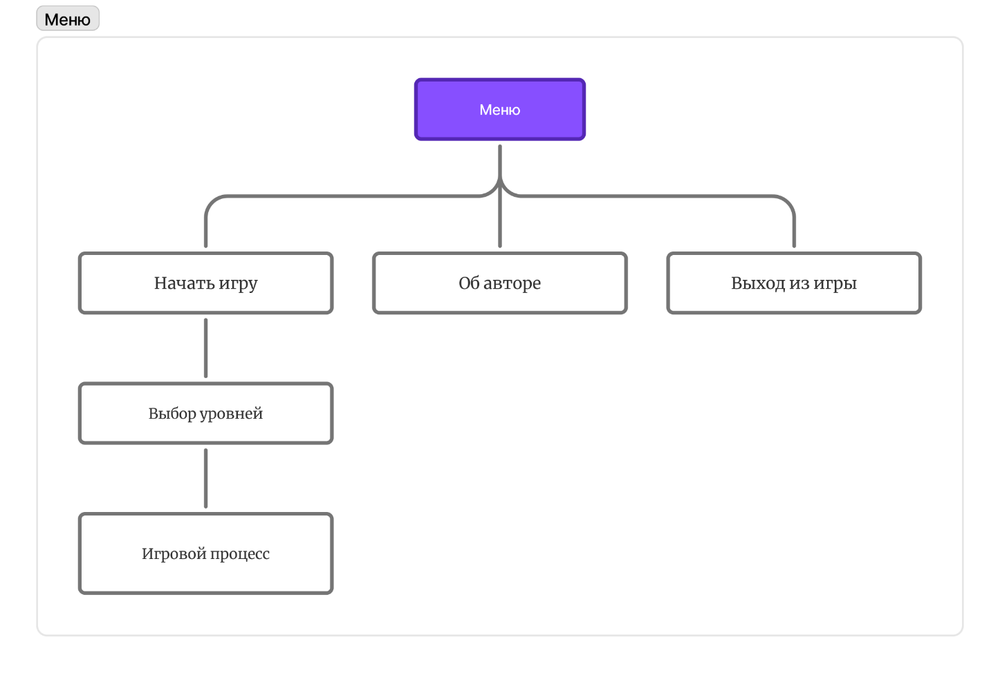 Меню
Меню
Начать игру
Об авторе
Выход из игры
Выбор уровней
Игровой процесс